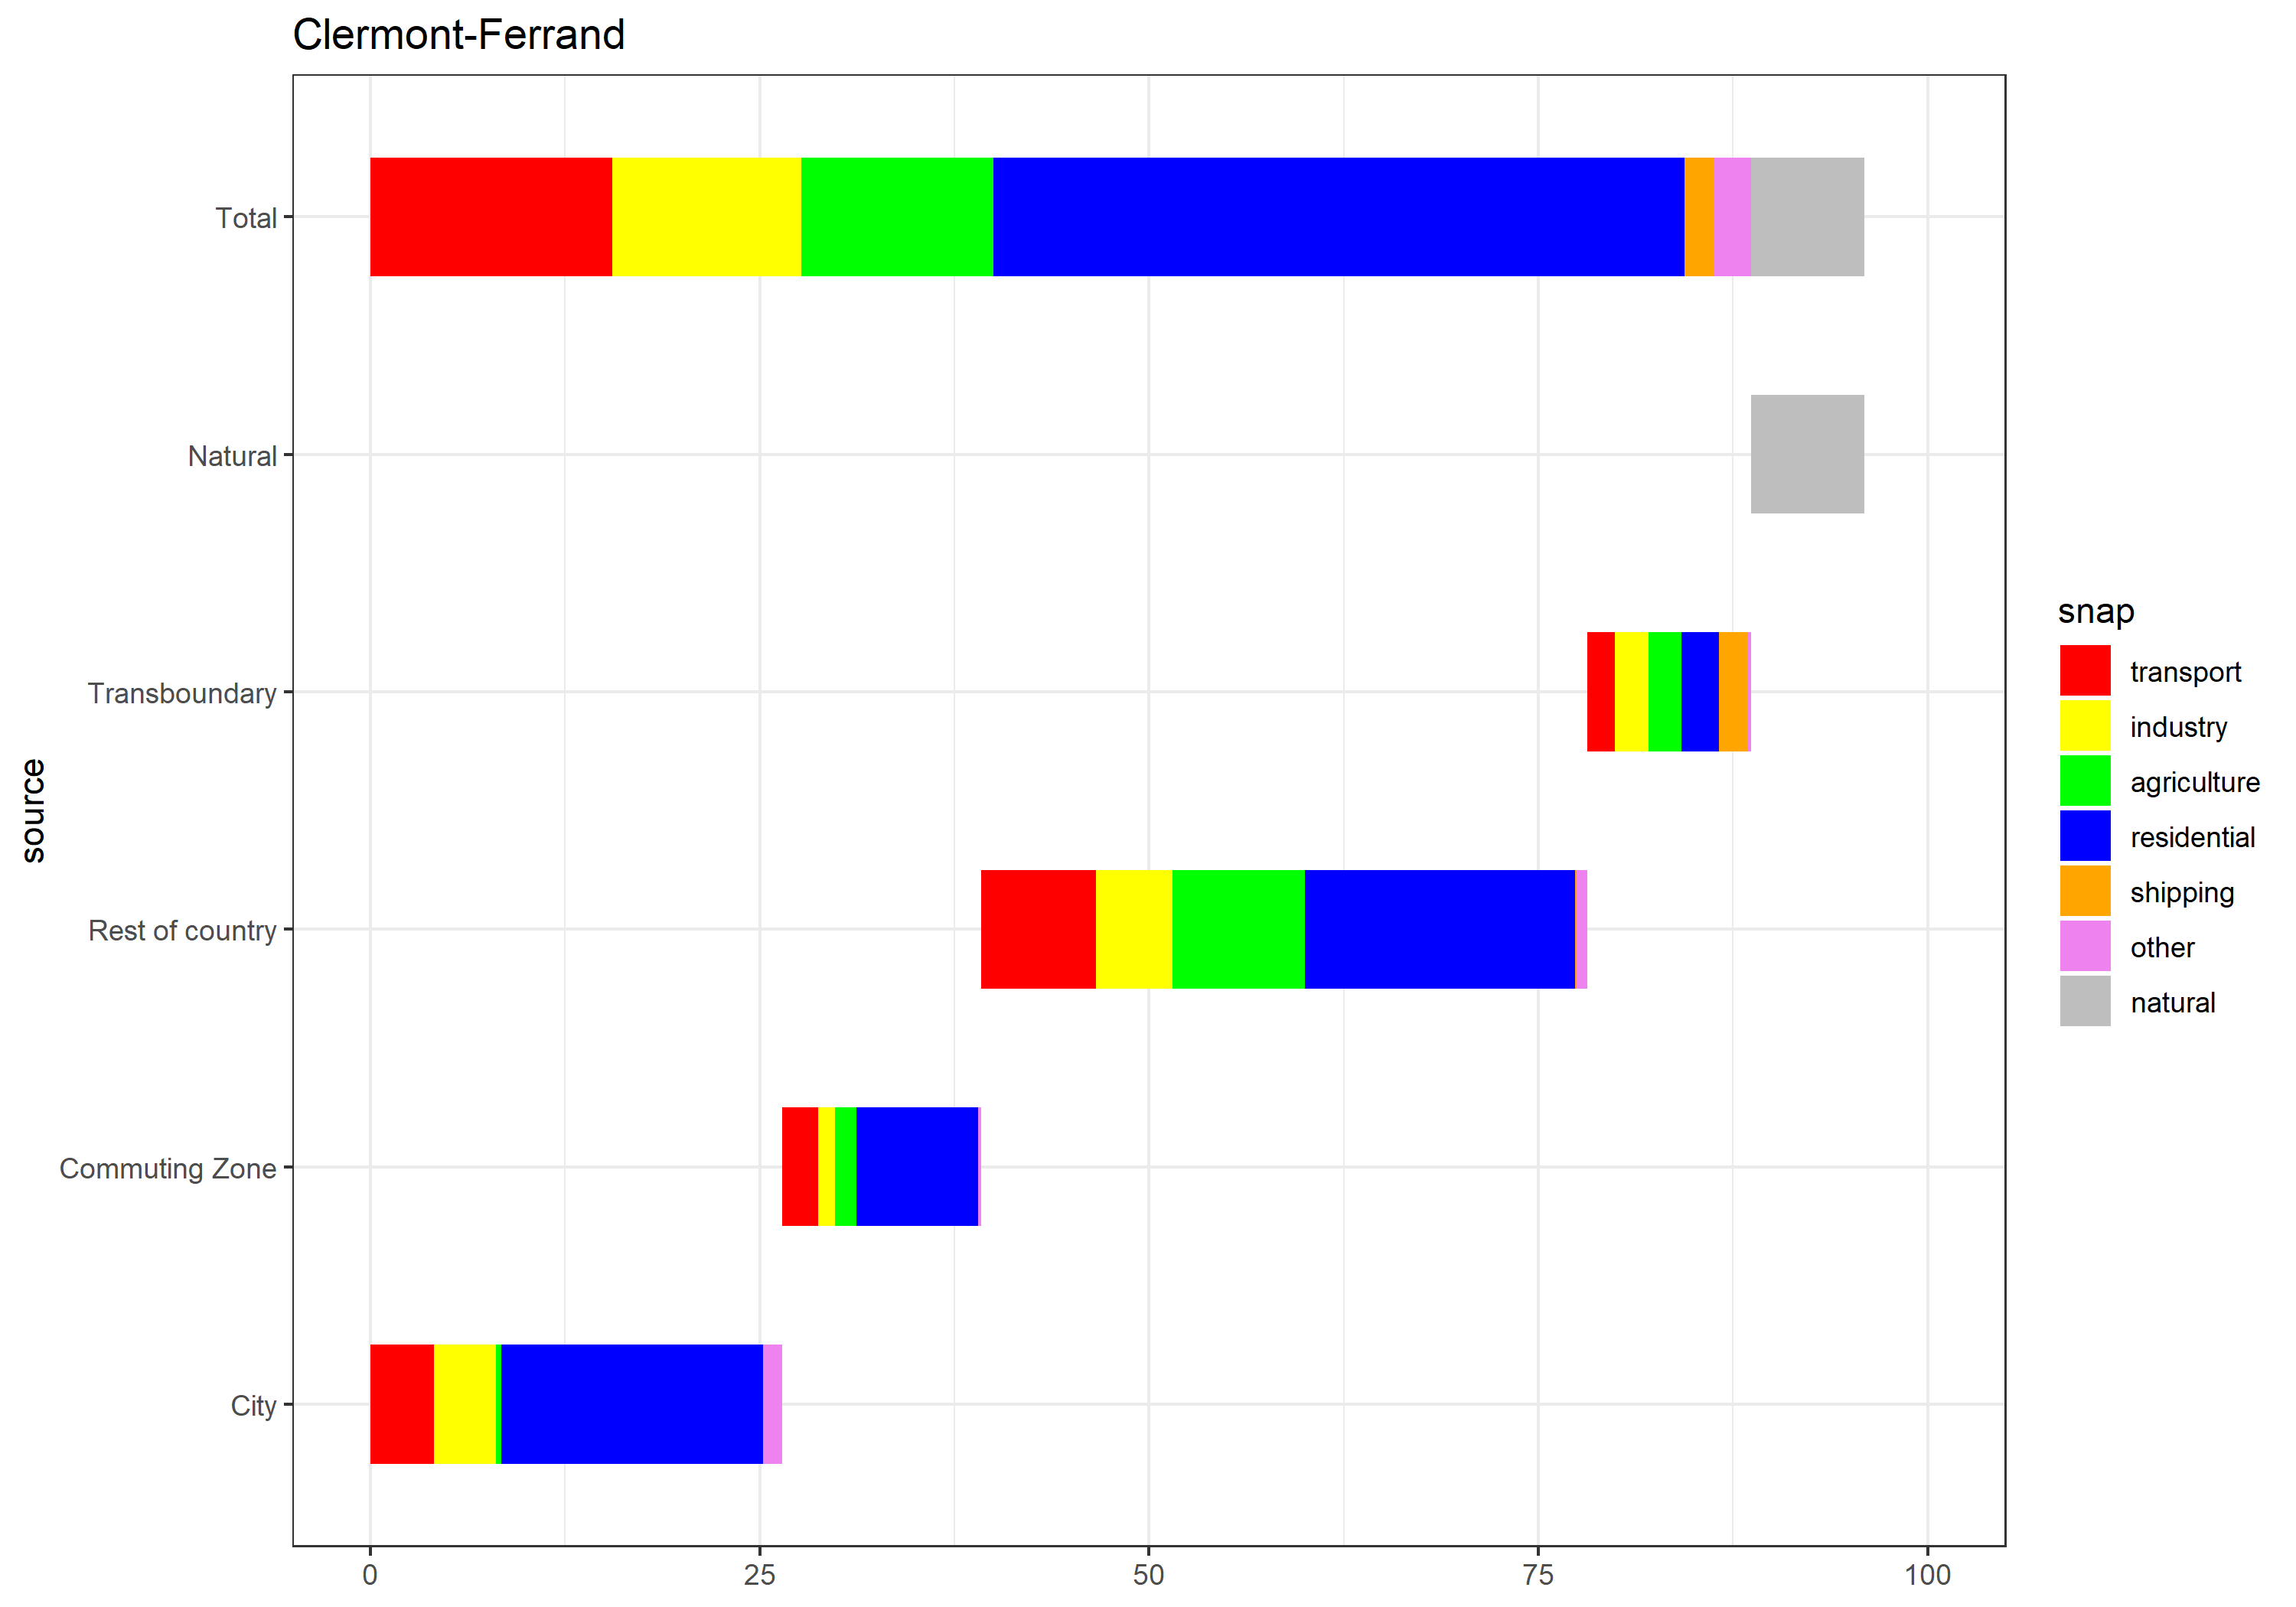 Clermont-Ferrand
Total
Natural
Transboundary
Rest of country
Commuting Zone
City
source
0 25 50 75 100
snap
transport
industry
agriculture
residential
shipping
other
natural